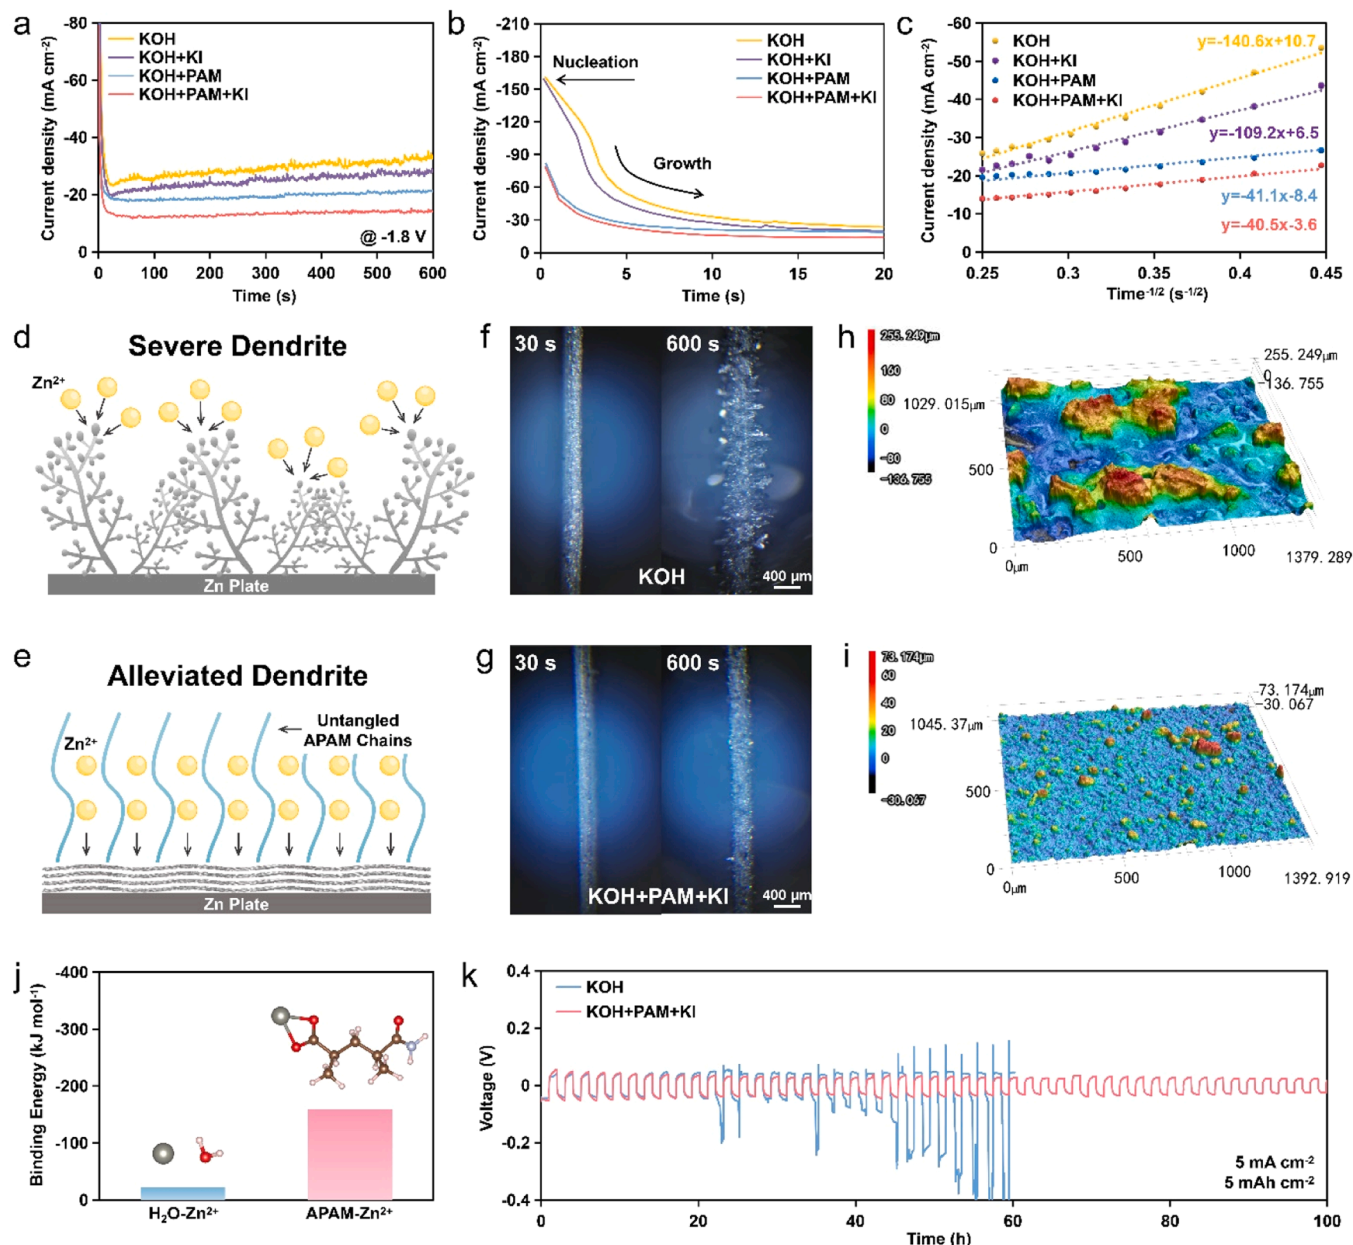 a
-80
-60
-40
-20
0
Current density (mA cm⁻²)
KOH
KOH+KI
KOH+PAM
KOH+PAM+KI
@ -1.8 V
0 100 200 300 400 500 600
Time (s)
b
-210
-180
-150
-120
-90
-60
-30
0
Current density (mA cm⁻²)
Nucleation
KOH
KOH+KI
KOH+PAM
KOH+PAM+KI
Growth
0 5 10 15 20
Time (s)
c
-60
-50
-40
-30
-20
-10
0
Current density (mA cm⁻²)
KOH
KOH+KI
KOH+PAM
KOH+PAM+KI
y=-140.6x+10.7
y=-109.2x+6.5
y=-41.1x-8.4
y=-40.5x-3.6
0.25 0.3 0.35 0.4 0.45
Time⁻¹/² (s⁻¹/²)
d
Severe Dendrite
Zn²⁺
Zn Plate
f
30 s
600 s
KOH
400 μm
h
255.249μm
160
80
0
-80
-136.755
255.249μm
0
-136.755
1029.015μm
500
0
0μm
500
1000
1379.289
e
Alleviated Dendrite
Zn²⁺
Untangled
APAM Chains
Zn Plate
g
30 s
600 s
KOH+PAM+KI
400 μm
i
73.174μm
60
40
20
0
-30.067
-73.174μm
-30.067
1045.37μm
500
0
0μm
500
1000
1392.919
j
-400
-300
-200
-100
0
Binding Energy (kJ mol⁻¹)
H₂O-Zn²⁺
APAM-Zn²⁺
k
0.4
0.2
0
-0.2
-0.4
Voltage (V)
KOH
KOH+PAM+KI
5 mA cm⁻²
5 mAh cm⁻²
0 20 40 60 80 100
Time (h)